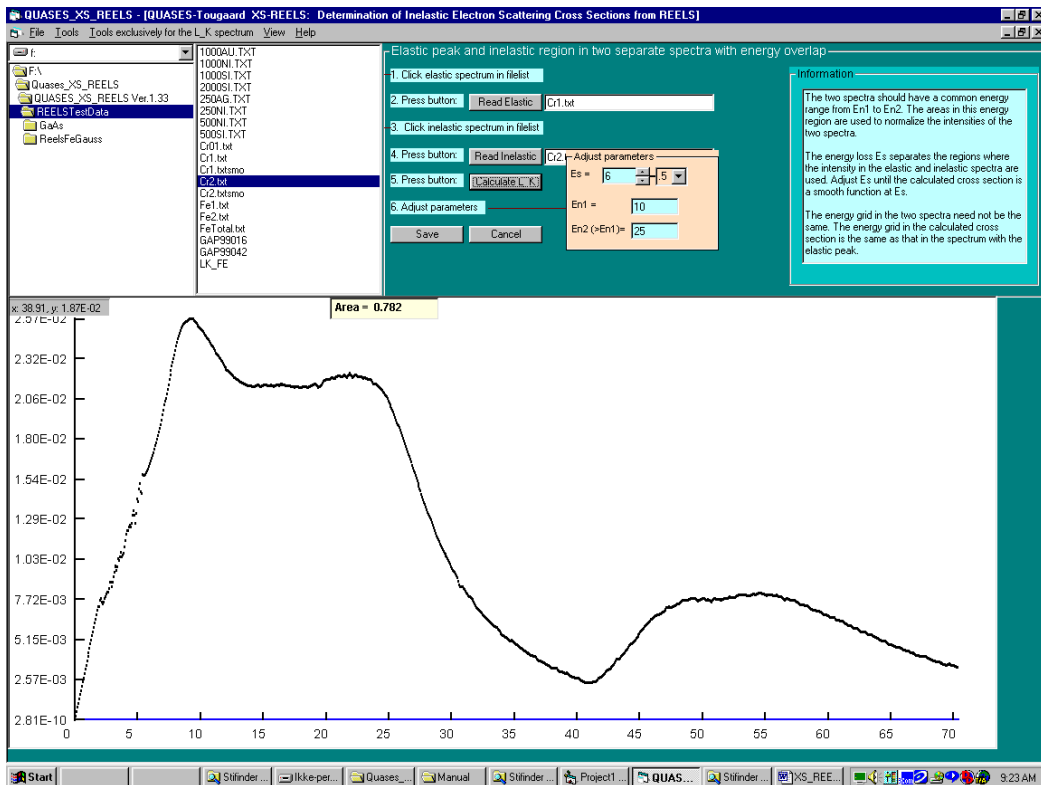 QUASES_XS_REELS - [QUASES-Tougaard XS-REELS: Determination of Inelastic Electron Scattering Cross Sections from REELS]
File Tools Tools exclusively for the L_K spectrum View Help
f:
F:\
Quases_XS_REELS
QUASES_XS_REELS Ver.1.33
REELSTestData
GaAs
ReelsFeGauss
1000AU.TXT
1000NI.TXT
1000SI.TXT
2000SI.TXT
250AG.TXT
250NI.TXT
500NI.TXT
500SI.TXT
Cr01.txt
Cr1.txt
Cr1.txtsmo
Cr2.txt
Cr2.txtsmo
Fe1.txt
Fe2.txt
FeTotal.txt
GAP99016
GAP99042
LK_FE
Elastic peak and inelastic region in two separate spectra with energy overlap
1. Click elastic spectrum in filelist
2. Press button: Read Elastic Cr1.txt
3. Click inelastic spectrum in filelist
4. Press button: Read Inelastic Cr2.t
5. Press button: Calculate L_K
6. Adjust parameters
Save Cancel
Adjust parameters
Es = 6 .5
En1 = 10
En2 (>En1)= 25
Information
The two spectra should have a common energy
range from En1 to En2. The areas in this energy
region are used to normalize the intensities of the
two spectra.
The energy loss Es separates the regions where
the intensity in the elastic and inelastic spectra are
used. Adjust Es until the calculated cross section is
a smooth function at Es.
The energy grid in the two spectra need not be the
same. The energy grid in the calculated cross
section is the same as that in the spectrum with the
elastic peak.
x: 38.91, y: 1.87E-02
Area = 0.782
2.57E-02
2.32E-02
2.06E-02
1.80E-02
1.54E-02
1.29E-02
1.03E-02
7.72E-03
5.15E-03
2.57E-03
2.81E-10
0 5 10 15 20 25 30 35 40 45 50 55 60 65 70
Start Stifinder ... Ikke-per... Quases_... Manual Stifinder ... Project1 ... QUAS... Stifinder ... XS_REE... 9:23 AM